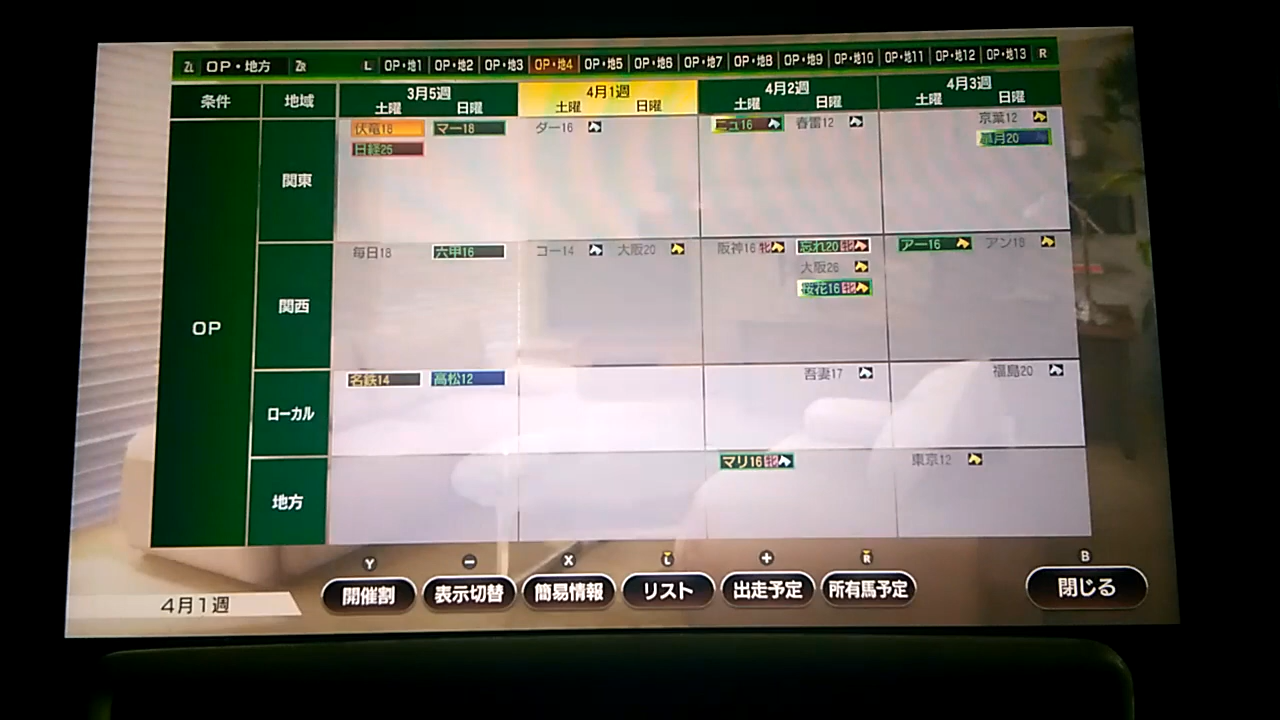 ZL OP・地方 ZR L OP・地1 OP・地2 OP・地3 OP・地4 OP・地5 OP・地6 OP・地7 OP・地8 OP・地9 OP・地10 OP・地11 OP・地12 OP・地13 R
条件 地域 3月5週 4月1週 4月2週 4月3週
土曜 日曜 土曜 日曜 土曜 日曜 土曜 日曜
伏竜18 マー18 ダー16 ニュ16 春雷12 京葉12
日経26 皐月20
関東
毎日18 六甲16 コー14 大阪20 阪神16 牝 忘れ20 牝 アー16 アン18
大阪26
桜花16 牝
関西
OP
名鉄14 高松12 吾妻17 福島20
ローカル
マリ16 牝 東京12
地方
Y - X L + R B
開催割 表示切替 簡易情報 リスト 出走予定 所有馬予定 閉じる
4月1週